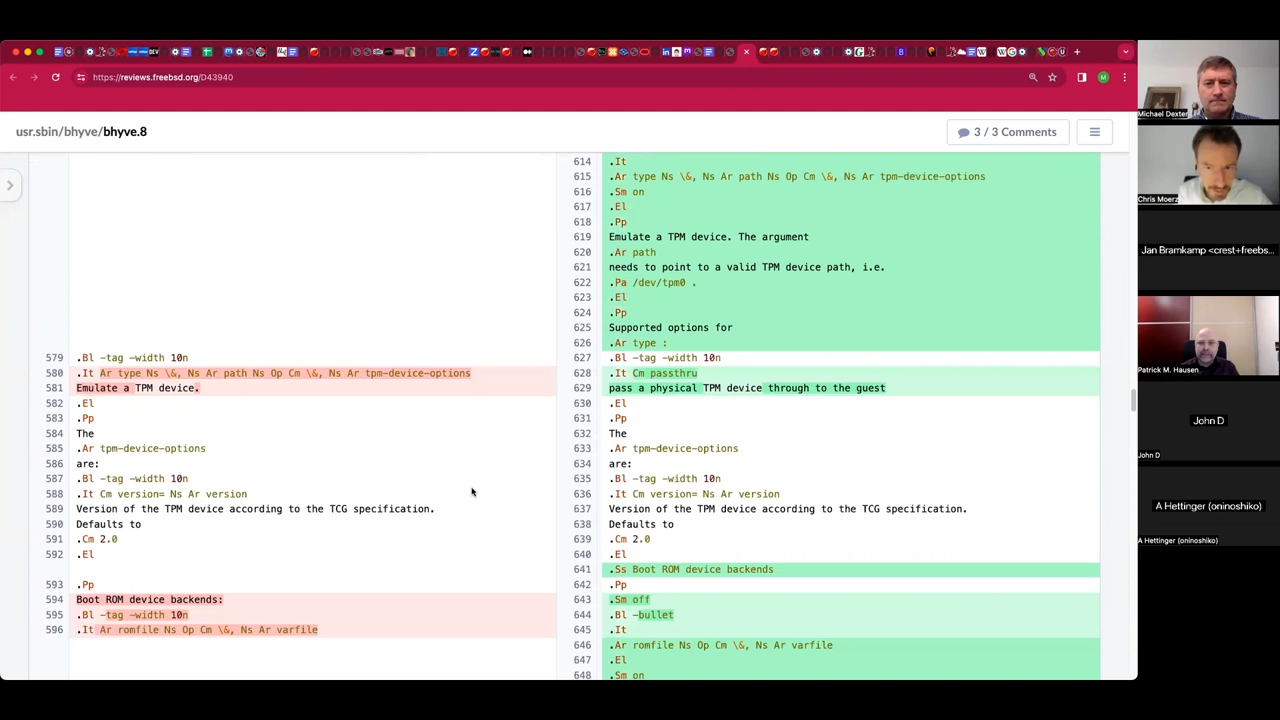 https://reviews.freebsd.org/D43940
usr.sbin/bhyve/bhyve.8
3 / 3 Comments
579 .Bl -tag -width 10n
580 .It Ar type Ns \&, Ns Ar path Ns Op Cm \&, Ns Ar tpm-device-options
581 Emulate a TPM device.
582 .El
583 .Pp
584 The
585 .Ar tpm-device-options
586 are:
587 .Bl -tag -width 10n
588 .It Cm version= Ns Ar version
589 Version of the TPM device according to the TCG specification.
590 Defaults to
591 .Cm 2.0
592 .El
593 .Pp
594 Boot ROM device backends:
595 .Bl -tag -width 10n
596 .It Ar romfile Ns Op Cm \&, Ns Ar varfile
614 .It
615 .Ar type Ns \&, Ns Ar path Ns Op Cm \&, Ns Ar tpm-device-options
616 .Sm on
617 .El
618 .Pp
619 Emulate a TPM device. The argument
620 .Ar path
621 needs to point to a valid TPM device path, i.e.
622 .Pa /dev/tpm0 .
623 .El
624 .Pp
625 Supported options for
626 .Ar type :
627 .Bl -tag -width 10n
628 .It Cm passthru
629 pass a physical TPM device through to the guest
630 .El
631 .Pp
632 The
633 .Ar tpm-device-options
634 are:
635 .Bl -tag -width 10n
636 .It Cm version= Ns Ar version
637 Version of the TPM device according to the TCG specification.
638 Defaults to
639 .Cm 2.0
640 .El
641 .Ss Boot ROM device backends
642 .Pp
643 .Sm off
644 .Bl -bullet
645 .It
646 .Ar romfile Ns Op Cm \&, Ns Ar varfile
647 .El
648 .Sm on
Michael Dexter
Chris Moerz
Jan Bramkamp <crest+freebs...
Patrick M. Hausen
John D
John D
A Hettinger (oninoshiko)
A Hettinger (oninoshiko)